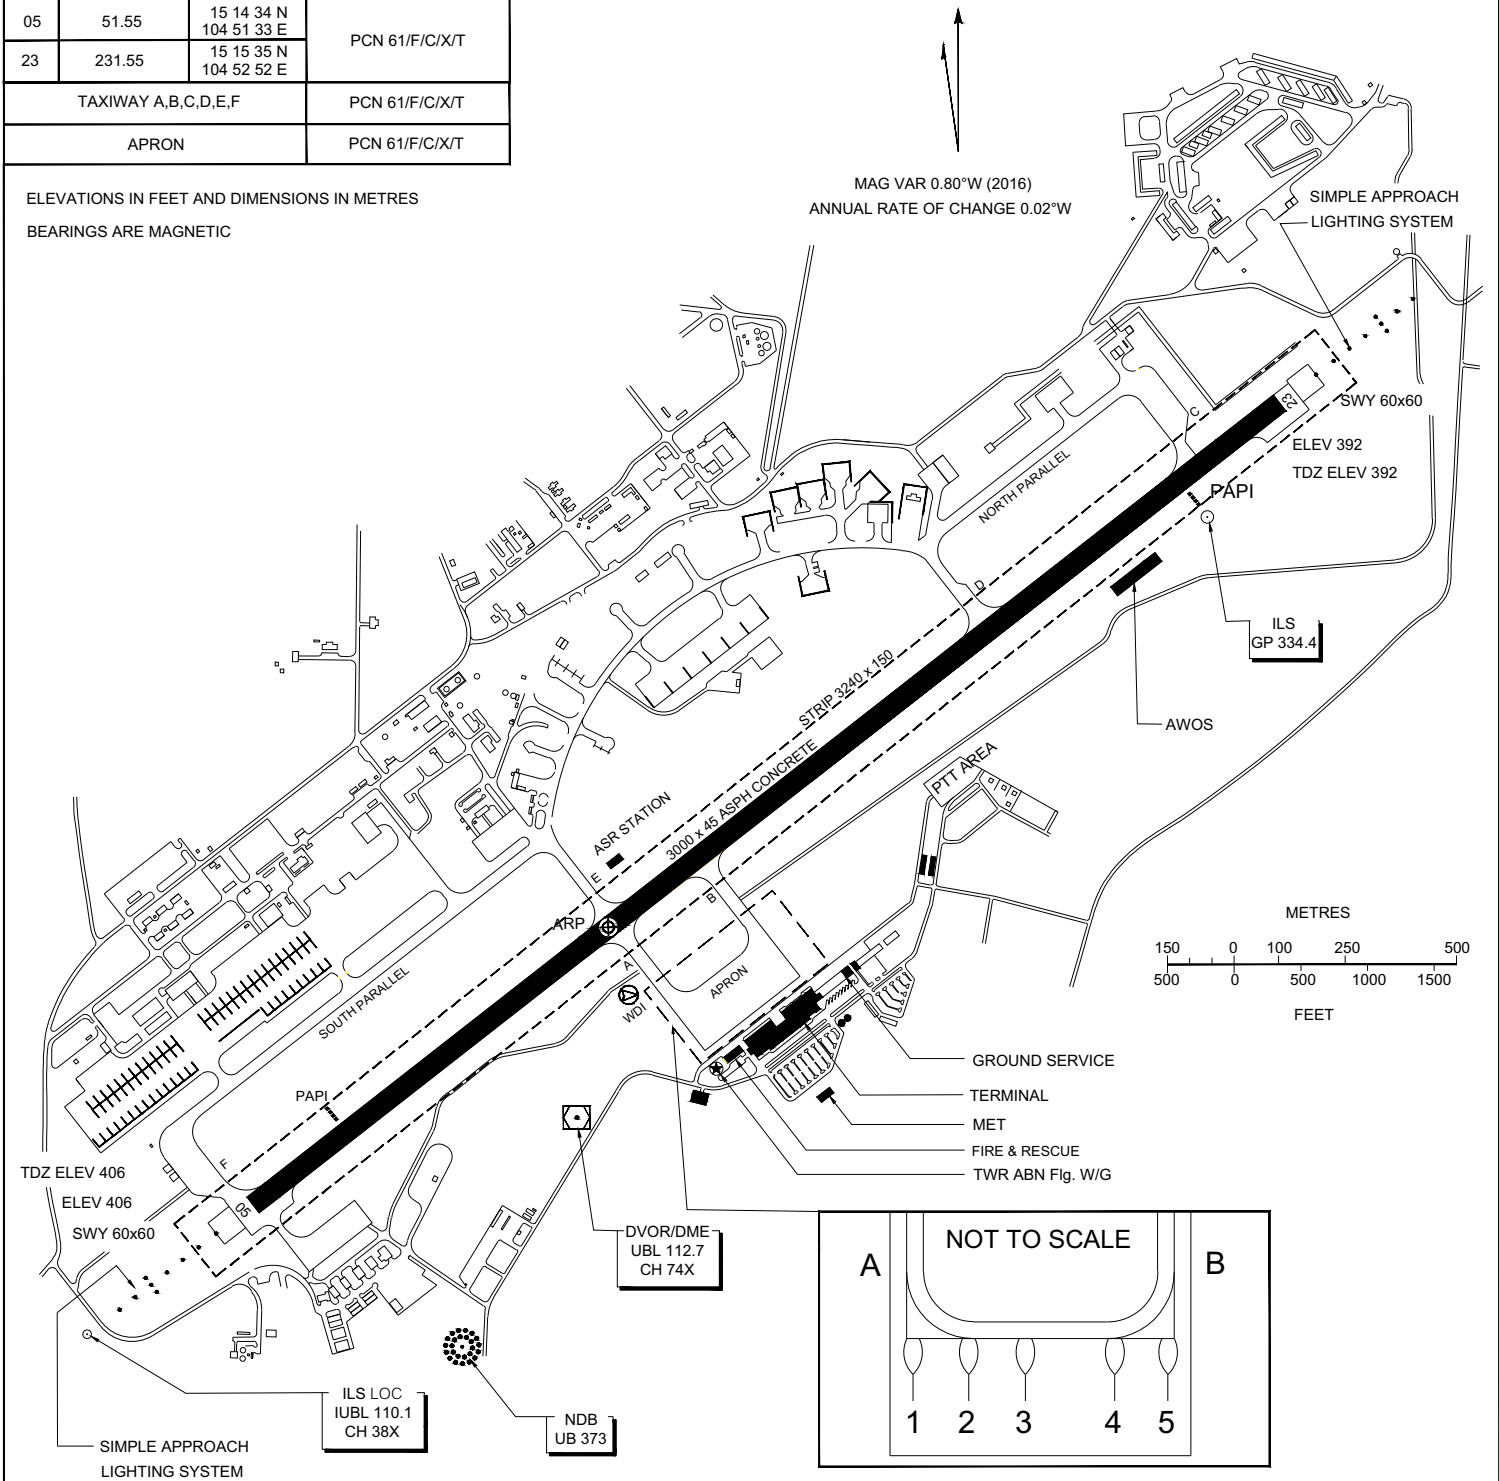 05
51.55
15 14 34 N
104 51 33 E
PCN 61/F/C/X/T
23
231.55
15 15 35 N
104 52 52 E
TAXIWAY A,B,C,D,E,F
PCN 61/F/C/X/T
APRON
PCN 61/F/C/X/T
ELEVATIONS IN FEET AND DIMENSIONS IN METRES
BEARINGS ARE MAGNETIC
MAG VAR 0.80°W (2016)
ANNUAL RATE OF CHANGE 0.02°W
SIMPLE APPROACH
LIGHTING SYSTEM
SWY 60x60
23
C
ELEV 392
TDZ ELEV 392
PAPI
NORTH PARALLEL
D
ILS
GP 334.4
AWOS
STRIP 3240 x 150
3000 x 45 ASPH CONCRETE
PTT AREA
ASR STATION
E
B
ARP
A
APRON
WDI
SOUTH PARALLEL
METRES
150 0 100 250 500
500 0 500 1000 1500
FEET
GROUND SERVICE
TERMINAL
MET
FIRE & RESCUE
TWR ABN Flg. W/G
PAPI
F
05
TDZ ELEV 406
ELEV 406
SWY 60x60
DVOR/DME
UBL 112.7
CH 74X
NOT TO SCALE
A
B
1 2 3 4 5
ILS LOC
IUBL 110.1
CH 38X
NDB
UB 373
SIMPLE APPROACH
LIGHTING SYSTEM